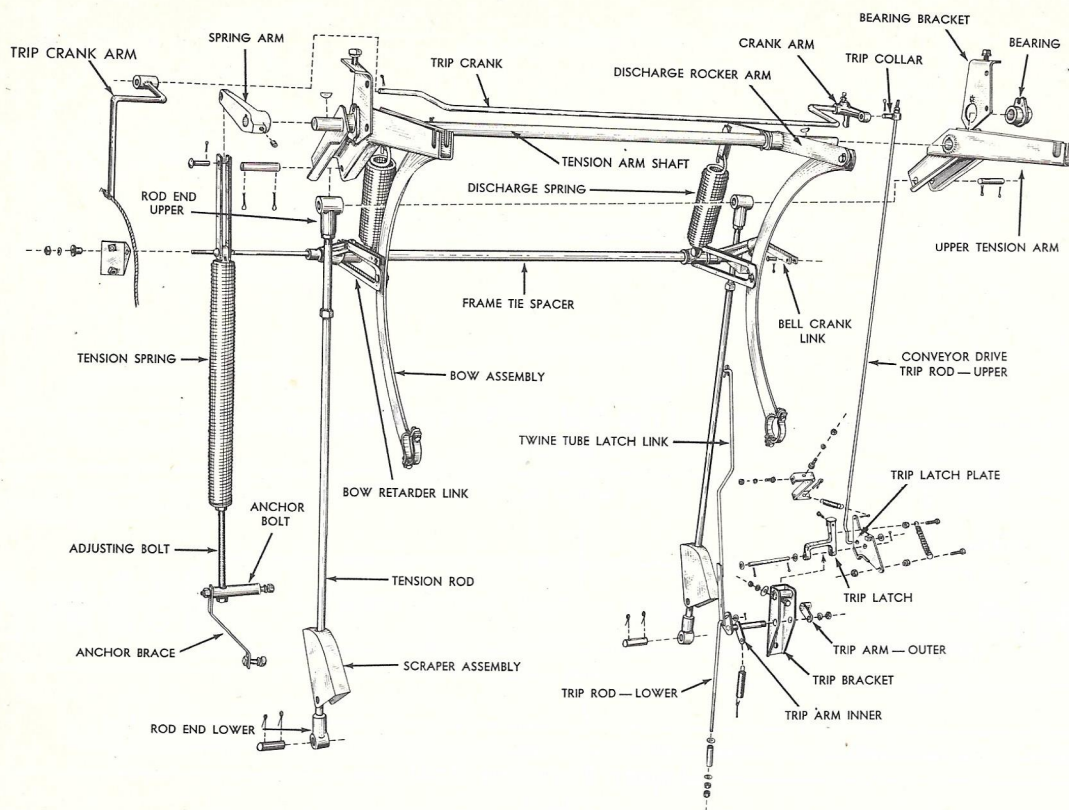 BEARING BRACKET
BEARING
SPRING ARM
CRANK ARM
TRIP CRANK ARM
TRIP CRANK
TRIP COLLAR
DISCHARGE ROCKER ARM
TENSION ARM SHAFT
DISCHARGE SPRING
ROD END
UPPER
UPPER TENSION ARM
FRAME TIE SPACER
BELL CRANK
LINK
TENSION SPRING
CONVEYOR DRIVE
TRIP ROD — UPPER
BOW ASSEMBLY
TWINE TUBE LATCH LINK
TRIP LATCH PLATE
BOW RETARDER LINK
ANCHOR
BOLT
ADJUSTING BOLT
TENSION ROD
TRIP LATCH
ANCHOR BRACE
SCRAPER ASSEMBLY
TRIP ARM — OUTER
TRIP BRACKET
TRIP ROD — LOWER
TRIP ARM INNER
ROD END LOWER